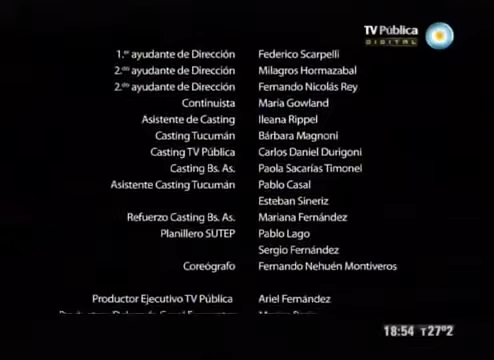 TV Pública
DIGITAL
1.er ayudante de Dirección Federico Scarpelli
2.do ayudante de Dirección Milagros Hormazabal
2.do ayudante de Dirección Fernando Nicolás Rey
Continuista María Gowland
Asistente de Casting Ileana Rippel
Casting Tucumán Bárbara Magnoni
Casting TV Pública Carlos Daniel Durigoni
Casting Bs. As. Paola Sacarías Timonel
Asistente Casting Tucumán Pablo Casal
Esteban Sineriz
Refuerzo Casting Bs. As. Mariana Fernández
Planillero SUTEP Pablo Lago
Sergio Fernández
Coreógrafo Fernando Nehuén Montiveros
Productor Ejecutivo TV Pública Ariel Fernández
18:54 T27º2